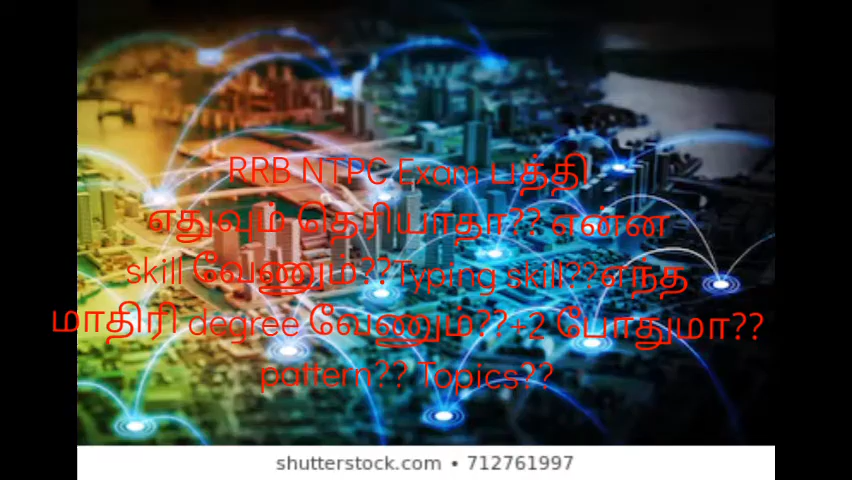 RRB NTPC Exam பத்தி
எதுவும் தெரியாதா?? என்ன
skill வேணும்??Typing skill??எந்த
மாதிரி degree வேணும்??+2 போதுமா??
pattern?? Topics??
shutterstock.com • 712761997